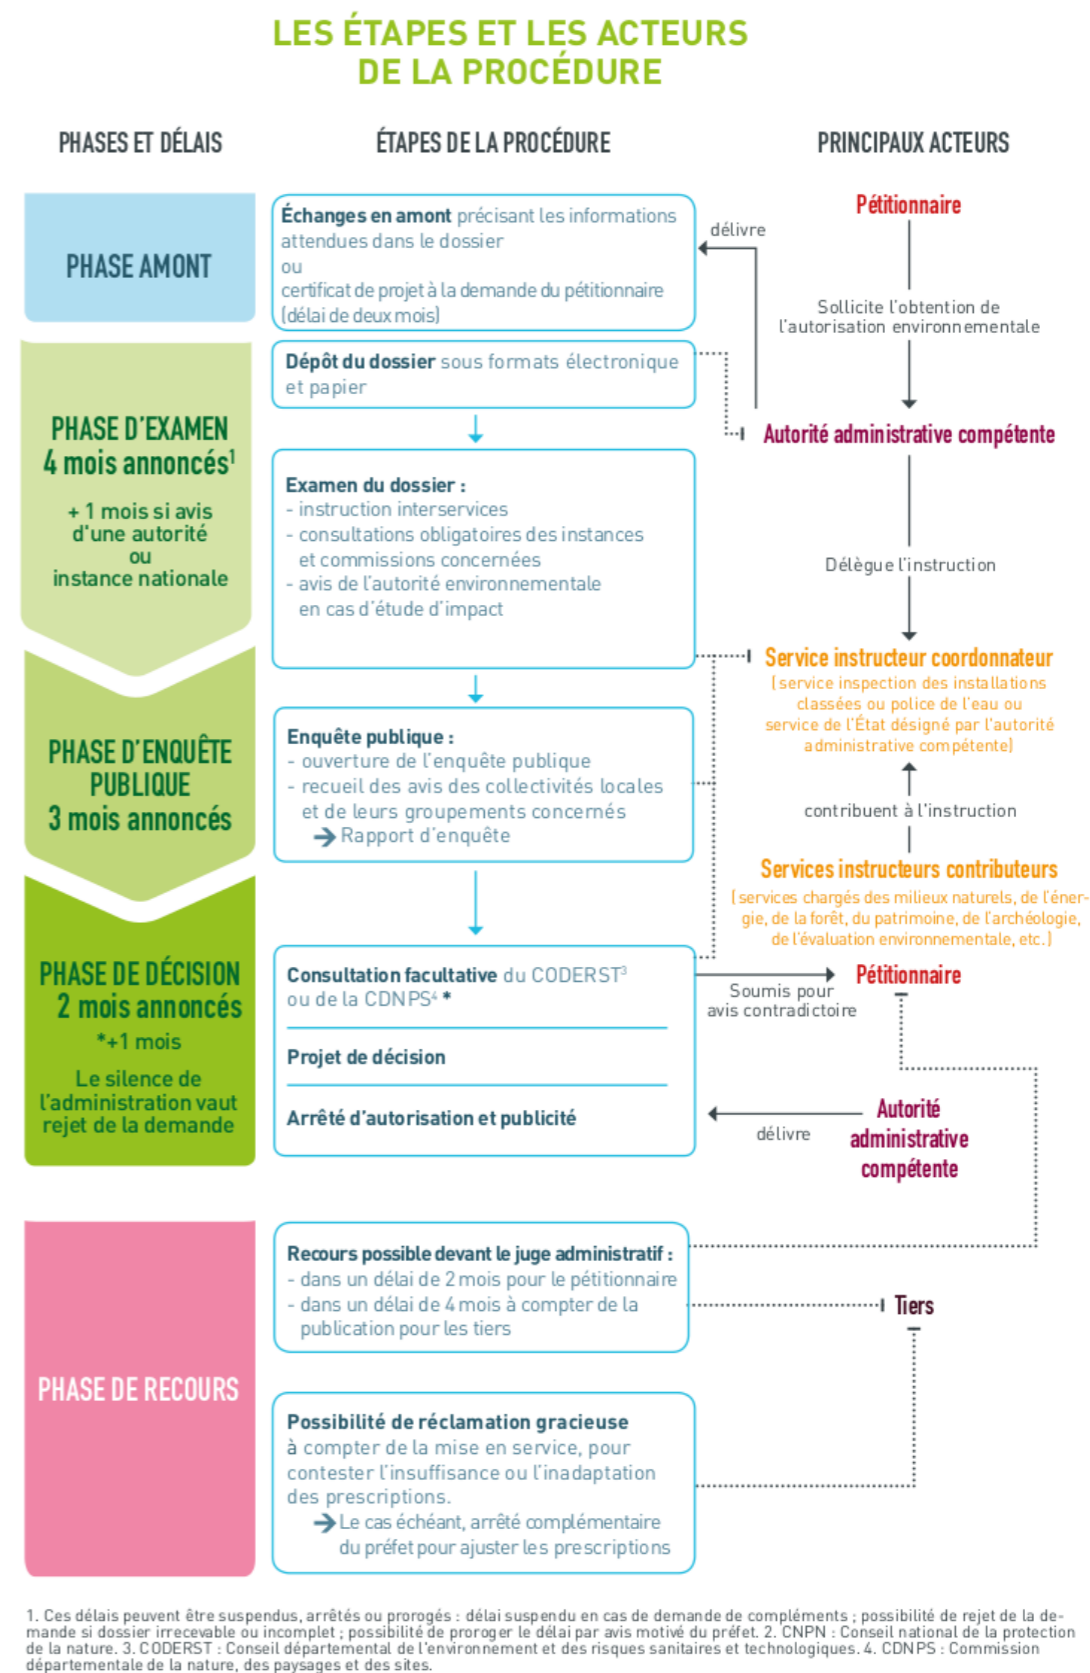 LES ÉTAPES ET LES ACTEURS
DE LA PROCÉDURE
PHASES ET DÉLAIS
ÉTAPES DE LA PROCÉDURE
PRINCIPAUX ACTEURS
PHASE AMONT
Échanges en amont précisant les informations
attendues dans le dossier
ou
certificat de projet à la demande du pétitionnaire
(délai de deux mois)
délivre
Pétitionnaire
Sollicite l'obtention de
l'autorisation environnementale
Dépôt du dossier sous formats électronique
et papier
Autorité administrative compétente
PHASE D'EXAMEN
4 mois annoncés¹
+ 1 mois si avis
d'une autorité
ou
instance nationale
Examen du dossier :
- instruction interservices
- consultations obligatoires des instances
et commissions concernées
- avis de l'autorité environnementale
en cas d'étude d'impact
Délègue l'instruction
Service instructeur coordonnateur
(service inspection des installations
classées ou police de l'eau ou
service de l'État désigné par l'autorité
administrative compétente)
PHASE D'ENQUÊTE
PUBLIQUE
3 mois annoncés
Enquête publique :
- ouverture de l'enquête publique
- recueil des avis des collectivités locales
et de leurs groupements concernés
→ Rapport d'enquête
contribuent à l'instruction
Services instructeurs contributeurs
(services chargés des milieux naturels, de l'éner-
gie, de la forêt, du patrimoine, de l'archéologie,
de l'évaluation environnementale, etc.)
PHASE DE DÉCISION
2 mois annoncés
*+1 mois
Le silence de
l'administration vaut
rejet de la demande
Consultation facultative du CODERST³
ou de la CDNPS⁴ *
Projet de décision
Arrêté d'autorisation et publicité
Pétitionnaire
Soumis pour
avis contradictoire
Autorité
administrative
compétente
délivre
PHASE DE RECOURS
Recours possible devant le juge administratif :
- dans un délai de 2 mois pour le pétitionnaire
- dans un délai de 4 mois à compter de la
publication pour les tiers
Tiers
Possibilité de réclamation gracieuse
à compter de la mise en service, pour
contester l'insuffisance ou l'inadaptation
des prescriptions.
→ Le cas échéant, arrêté complémentaire
du préfet pour ajuster les prescriptions
1. Ces délais peuvent être suspendus, arrêtés ou prorogés : délai suspendu en cas de demande de compléments ; possibilité de rejet de la de-
mande si dossier irrecevable ou incomplet ; possibilité de proroger le délai par avis motivé du préfet. 2. CNPN : Conseil national de la protection
de la nature. 3. CODERST : Conseil départemental de l'environnement et des risques sanitaires et technologiques. 4. CDNPS : Commission
départementale de la nature, des paysages et des sites.